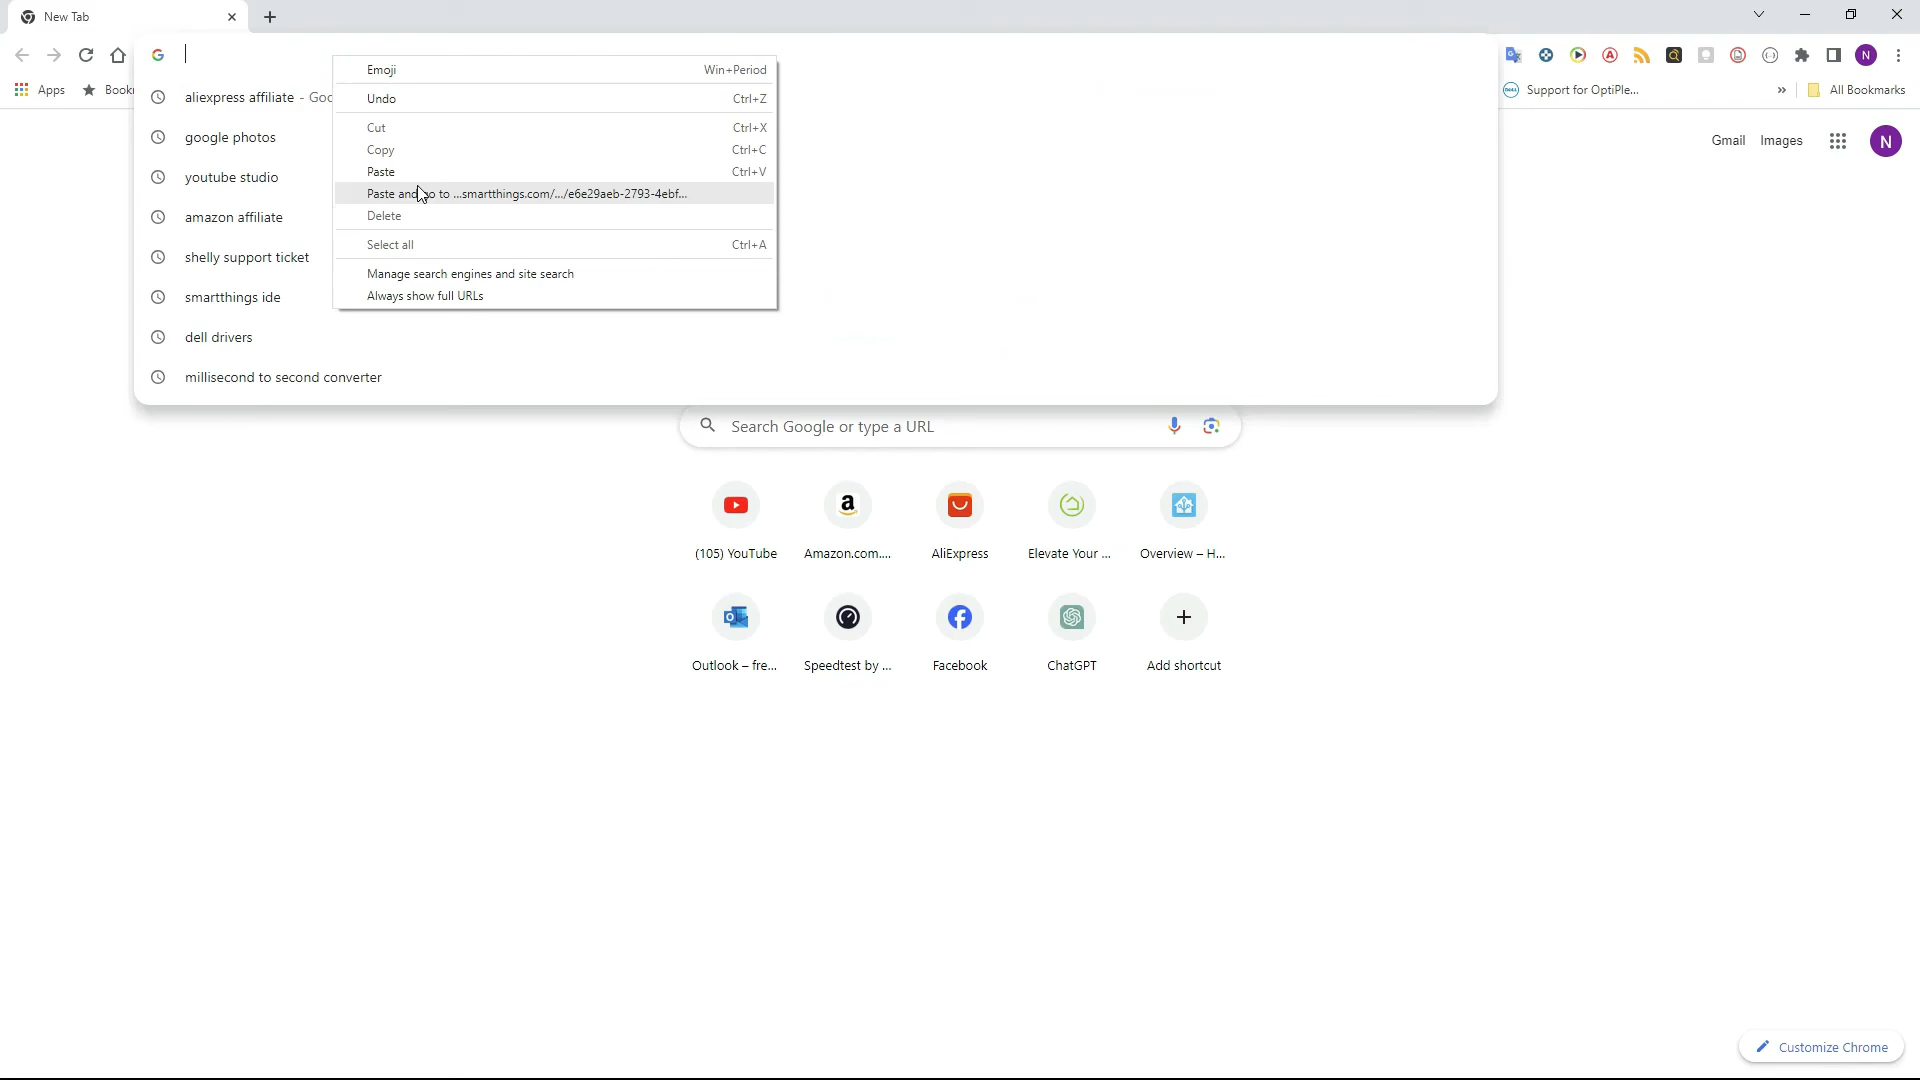 New Tab
Apps
Bookn
Support for OptiPle...
»
All Bookmarks
N
Emoji Win+Period
Undo Ctrl+Z
Cut Ctrl+X
Copy Ctrl+C
Paste Ctrl+V
Paste and go to ...smartthings.com/.../e6e29aeb-2793-4ebf...
Delete
Select all Ctrl+A
Manage search engines and site search
Always show full URLs
aliexpress affiliate - Goo
google photos
youtube studio
amazon affiliate
shelly support ticket
smartthings ide
dell drivers
millisecond to second converter
Gmail Images N
Search Google or type a URL
(105) YouTube
Amazon.com....
AliExpress
Elevate Your ...
Overview – H...
Outlook – fre...
Speedtest by ...
Facebook
ChatGPT
Add shortcut
Customize Chrome